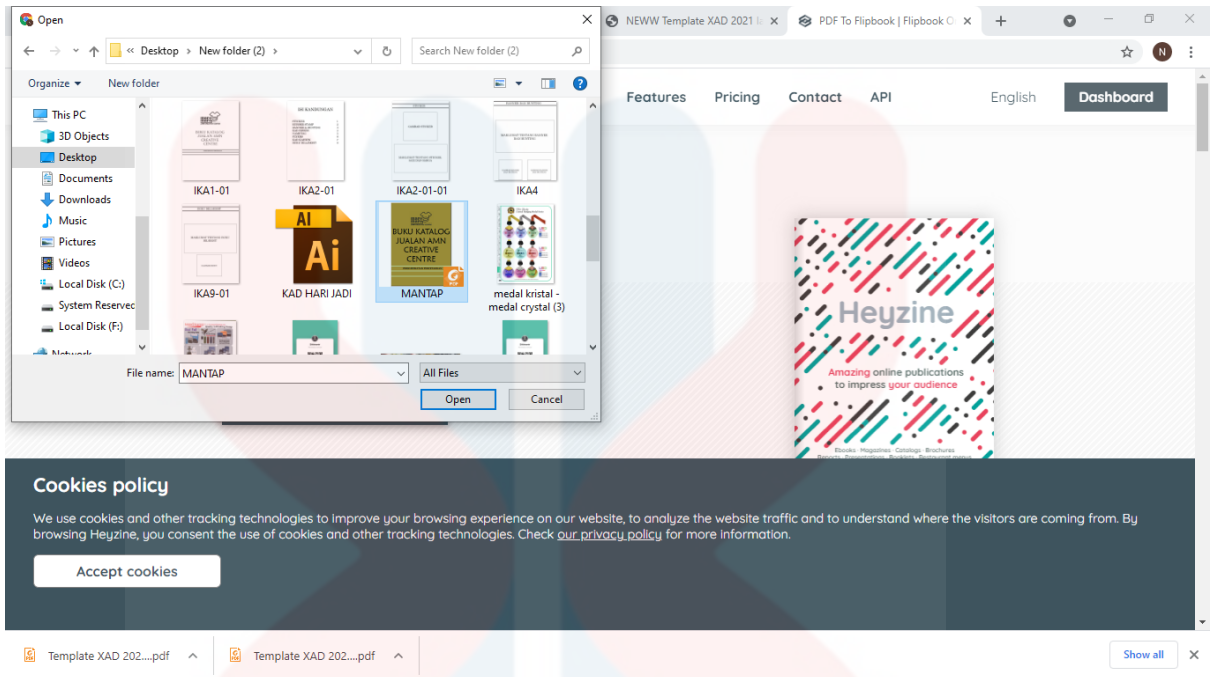 Open
NEWW Template XAD 2021
PDF To Flipbook | Flipbook
« Desktop > New folder (2) >
Search New folder (2)
N
Organize
New folder
Features
Pricing
Contact
API
English
Dashboard
This PC
3D Objects
Desktop
Documents
Downloads
Music
Pictures
Videos
Local Disk (C:)
System Reserved
Local Disk (F:)
Network
IKA1-01
IKA2-01
IKA2-01-01
IKA4
Ai
Ai
BUKU KATALOG
JUALAN AMN
CREATIVE
CENTRE
IKA9-01
KAD HARI JADI
MANTAP
medal kristal -
medal crystal (3)
File name:
MANTAP
All Files
Open
Cancel
Heyzine
Amazing online publications
to impress your audience
Ebooks · Magazines · Catalogs · Brochures
Cookies policy
We use cookies and other tracking technologies to improve your browsing experience on our website, to analyze the website traffic and to understand where the visitors are coming from. By
browsing Heyzine, you consent the use of cookies and other tracking technologies. Check our privacy policy for more information.
Accept cookies
Template XAD 202....pdf
Template XAD 202....pdf
Show all